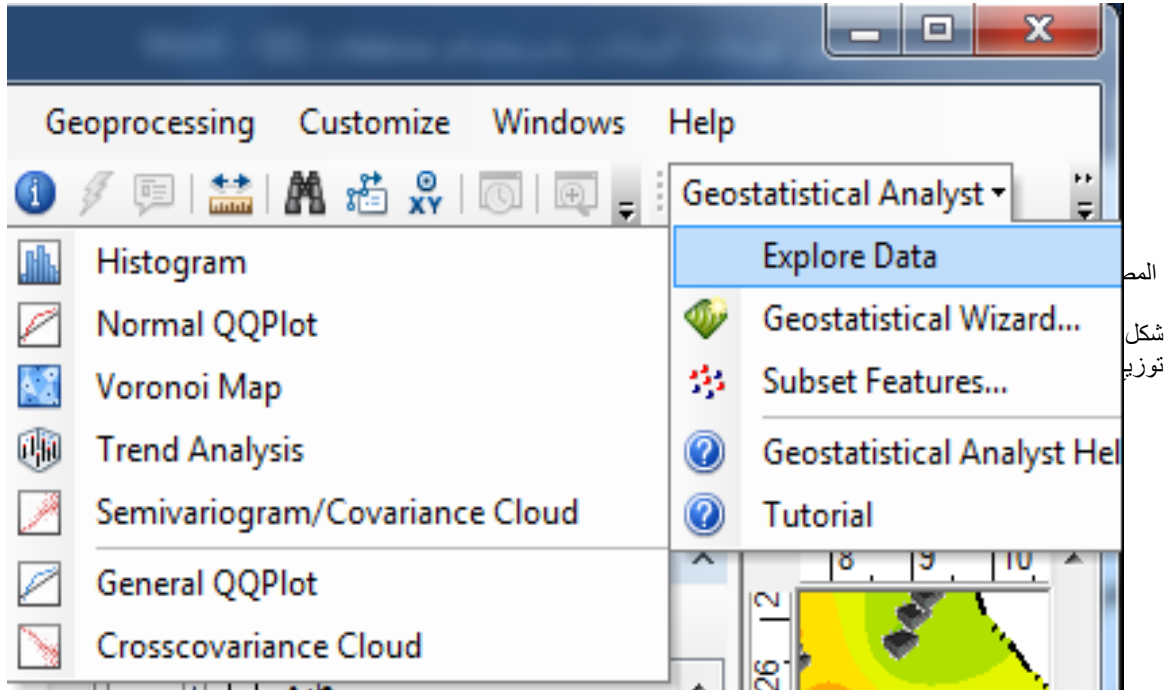 Geoprocessing Customize Windows Help
XY Geostatistical Analyst
Histogram
Normal QQPlot
Voronoi Map
Trend Analysis
Semivariogram/Covariance Cloud
General QQPlot
Crosscovariance Cloud
Explore Data
Geostatistical Wizard...
Subset Features...
Geostatistical Analyst Hel
Tutorial
8 9 10
2
26
المص
شكل
توزي